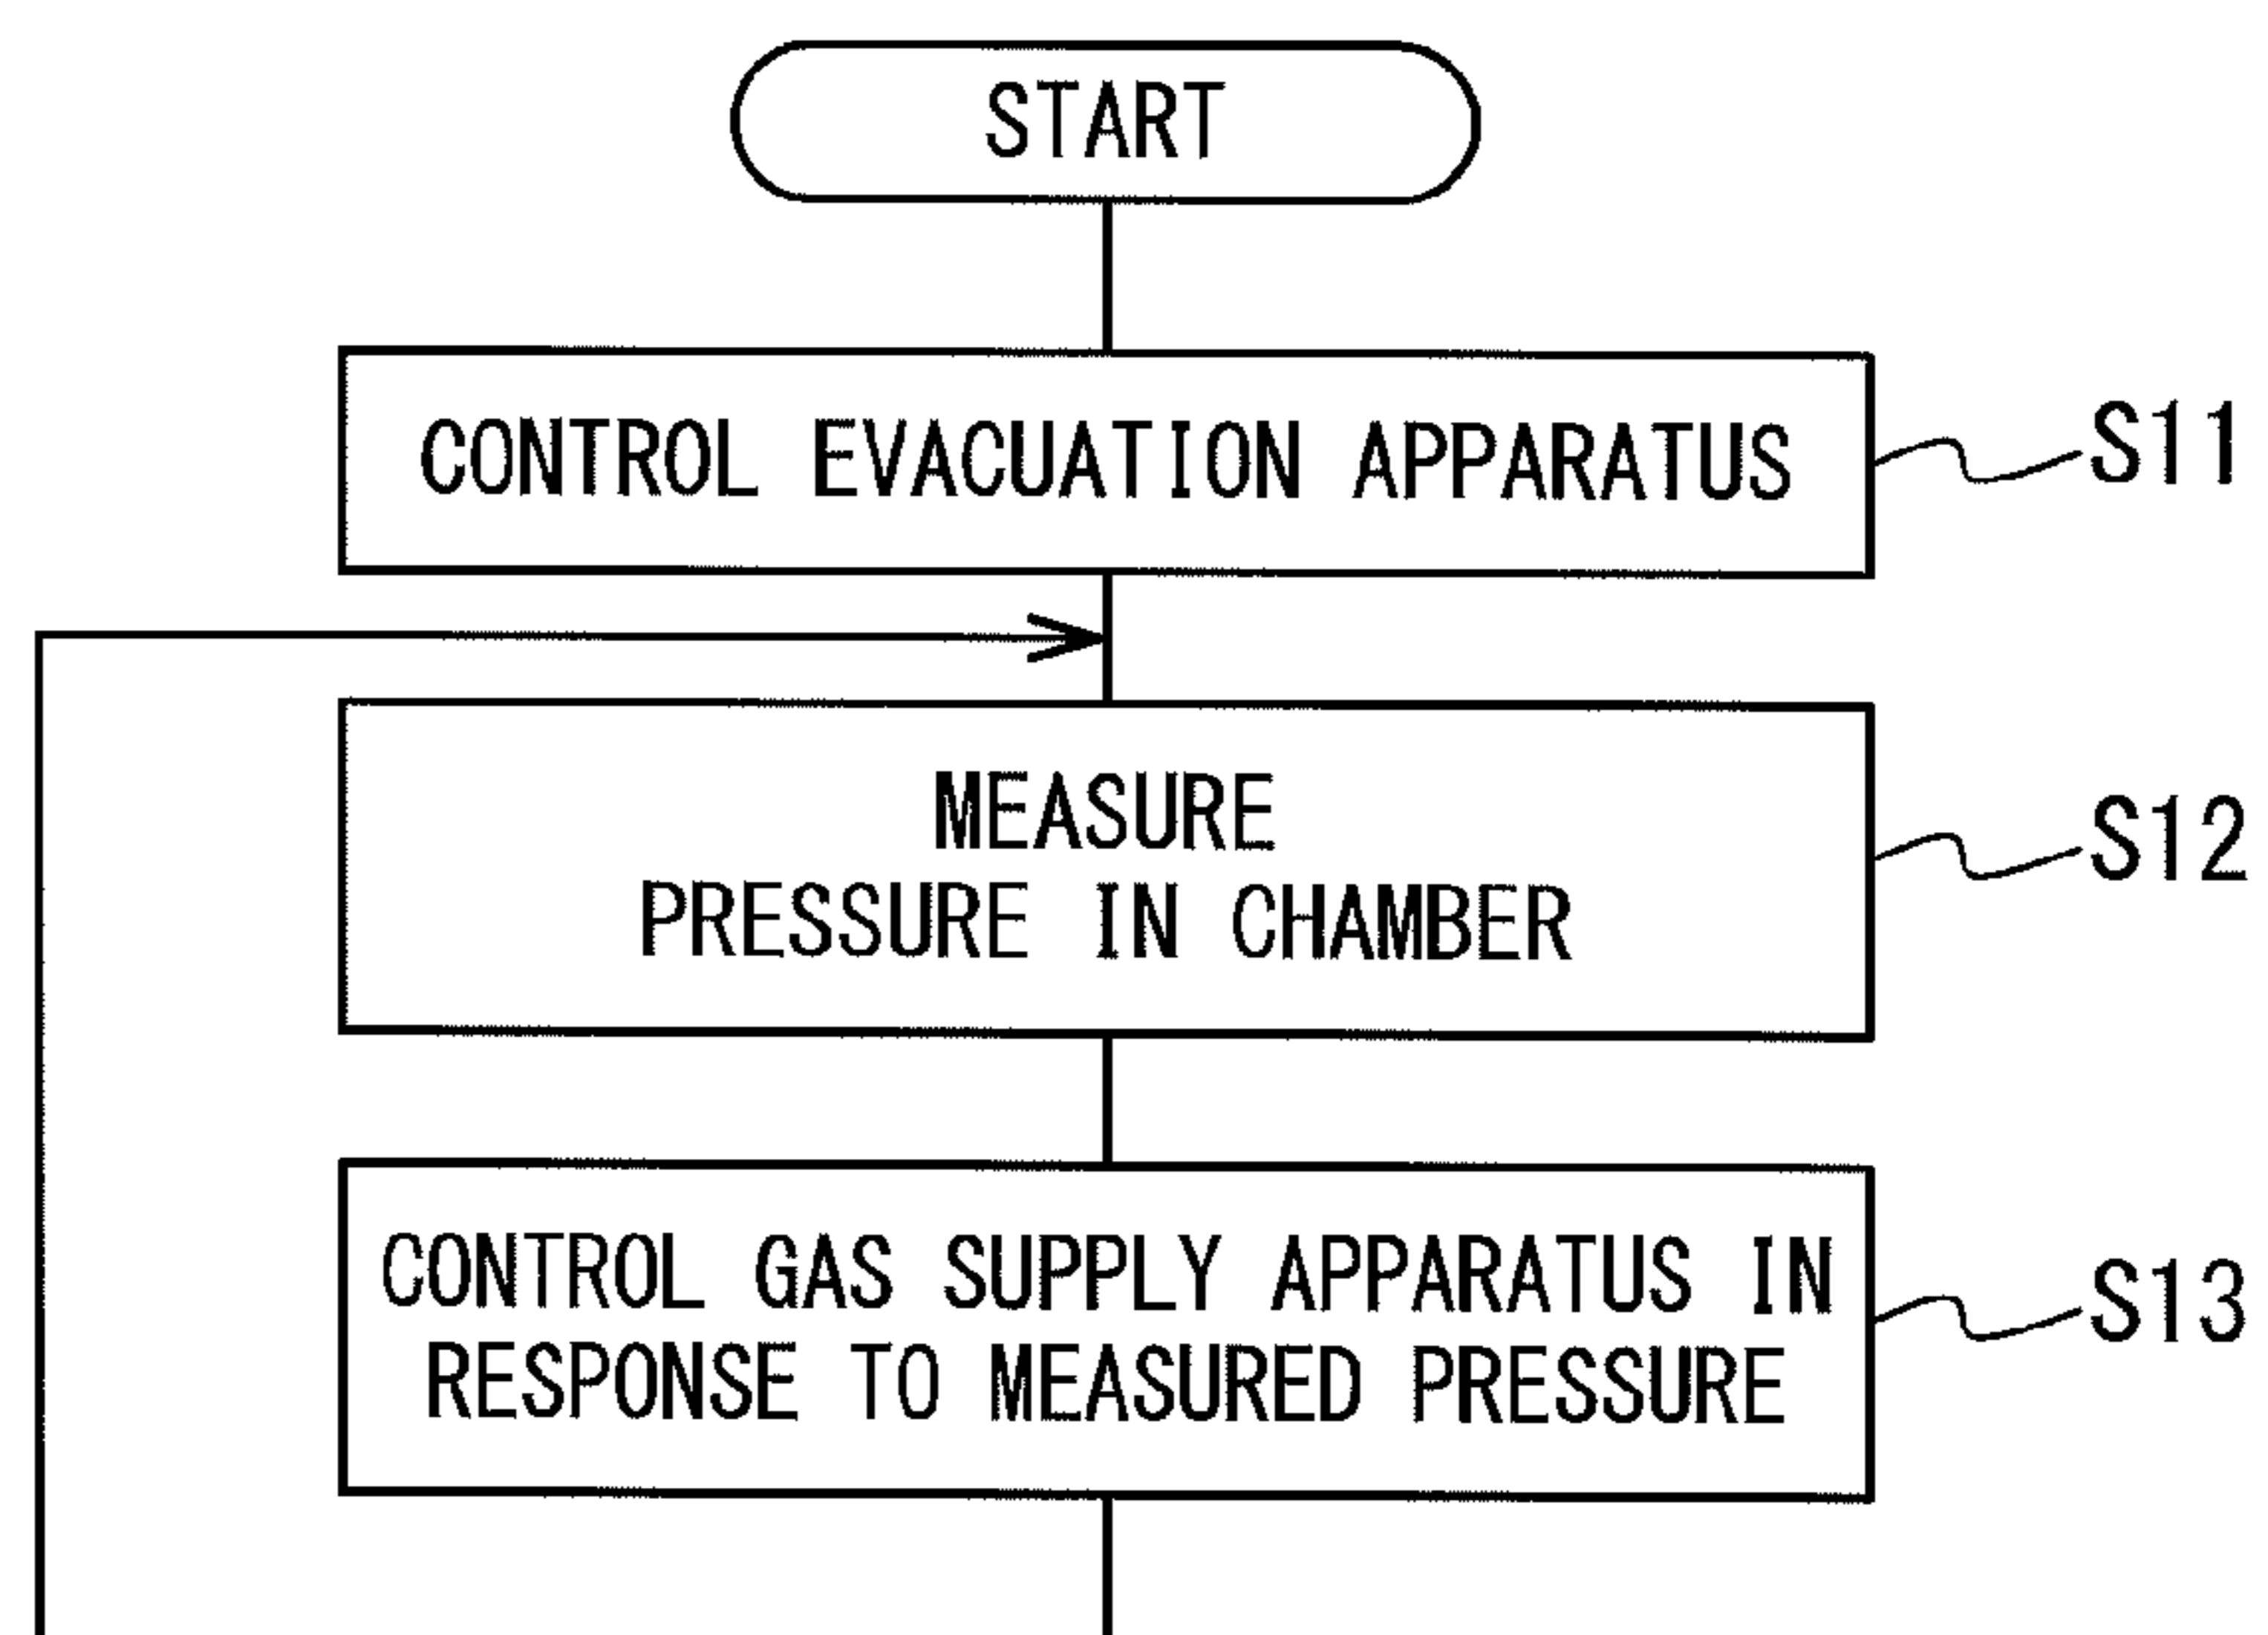 START
CONTROL EVACUATION APPARATUS
S11
MEASURE
PRESSURE IN CHAMBER
S12
CONTROL GAS SUPPLY APPARATUS IN
RESPONSE TO MEASURED PRESSURE
S13